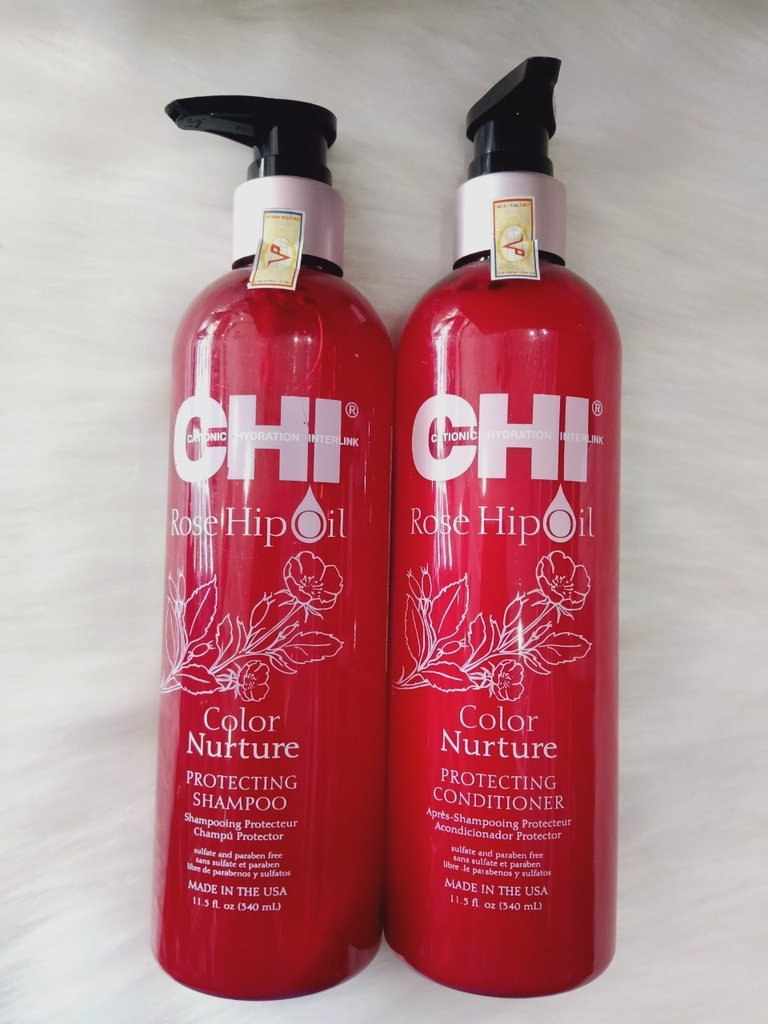 CHI®
CATIONIC HYDRATION INTERLINK
Rose Hip Oil
Color
Nurture
PROTECTING
SHAMPOO
Shampooing Protecteur
Champú Protector
sulfate and paraben free
sans sulfate et paraben
libre de parabenos y sulfatos
MADE IN THE USA
11.5 fl. oz (340 mL)
CHI®
CATIONIC HYDRATION INTERLINK
Rose Hip Oil
Color
Nurture
PROTECTING
CONDITIONER
Après-Shampooing Protecteur
Acondicionador Protector
sulfate and paraben free
sans sulfate et paraben
libre de parabenos y sulfatos
MADE IN THE USA
11.5 fl. oz (340 mL)